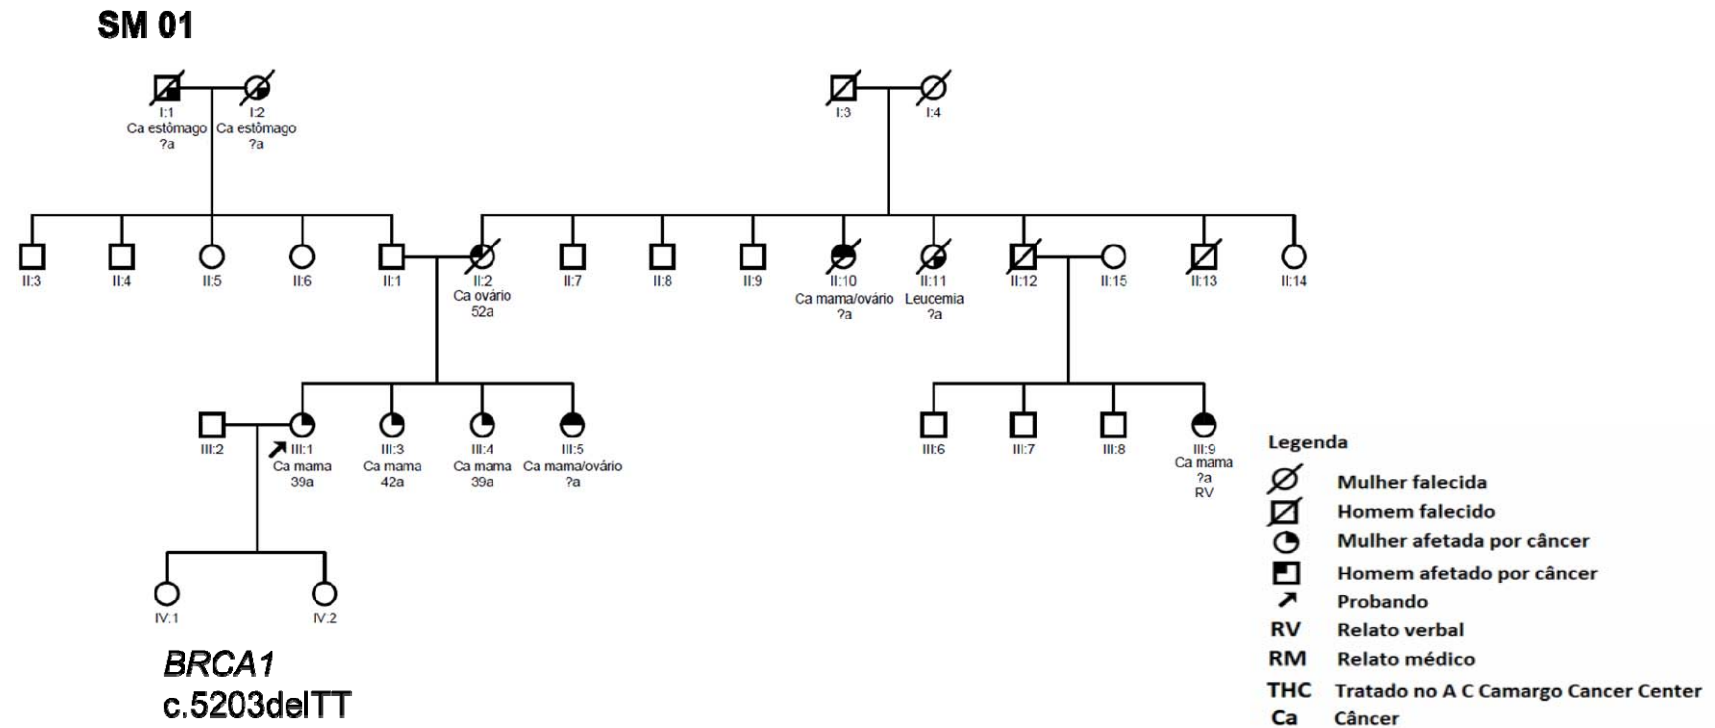 SM 01
I:1
Ca estômago
?a
I:2
Ca estômago
?a
I:3
I:4
II:3
II:4
II:5
II:6
II:1
II:2
Ca ovário
52a
II:7
II:8
II:9
II:10
Ca mama/ovário
?a
II:11
Leucemia
?a
II:12
II:15
II:13
II:14
III:2
III:1
Ca mama
39a
III:3
Ca mama
42a
III:4
Ca mama
39a
III:5
Ca mama/ovário
?a
III:6
III:7
III:8
III:9
Ca mama
?a
RV
IV:1
IV:2
BRCA1
c.5203delTT
Legenda
Mulher falecida
Homem falecido
Mulher afetada por câncer
Homem afetado por câncer
Probando
RV Relato verbal
RM Relato médico
THC Tratado no A C Camargo Cancer Center
Ca Câncer